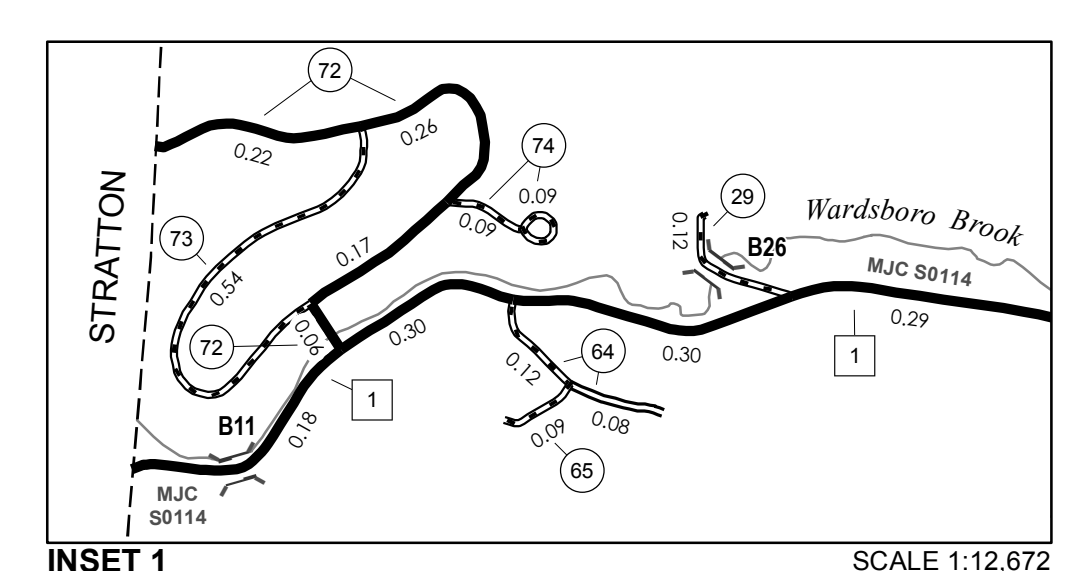 72
0.22
0.26
74
0.09
0.09
STRATTON
73
0.54
0.17
29
0.12
B26
Wardsboro Brook
MJC S0114
0.29
1
72
0.06
0.30
0.30
64
0.12
0.08
0.09
65
1
0.18
B11
MJC
S0114
INSET 1
SCALE 1:12,672